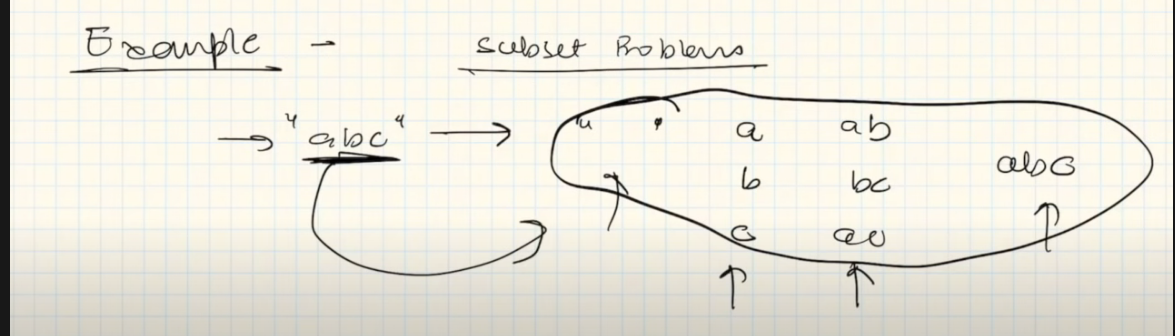 Example - Subset Problems
→ "abc" → " " a ab
b bc abc
c ac